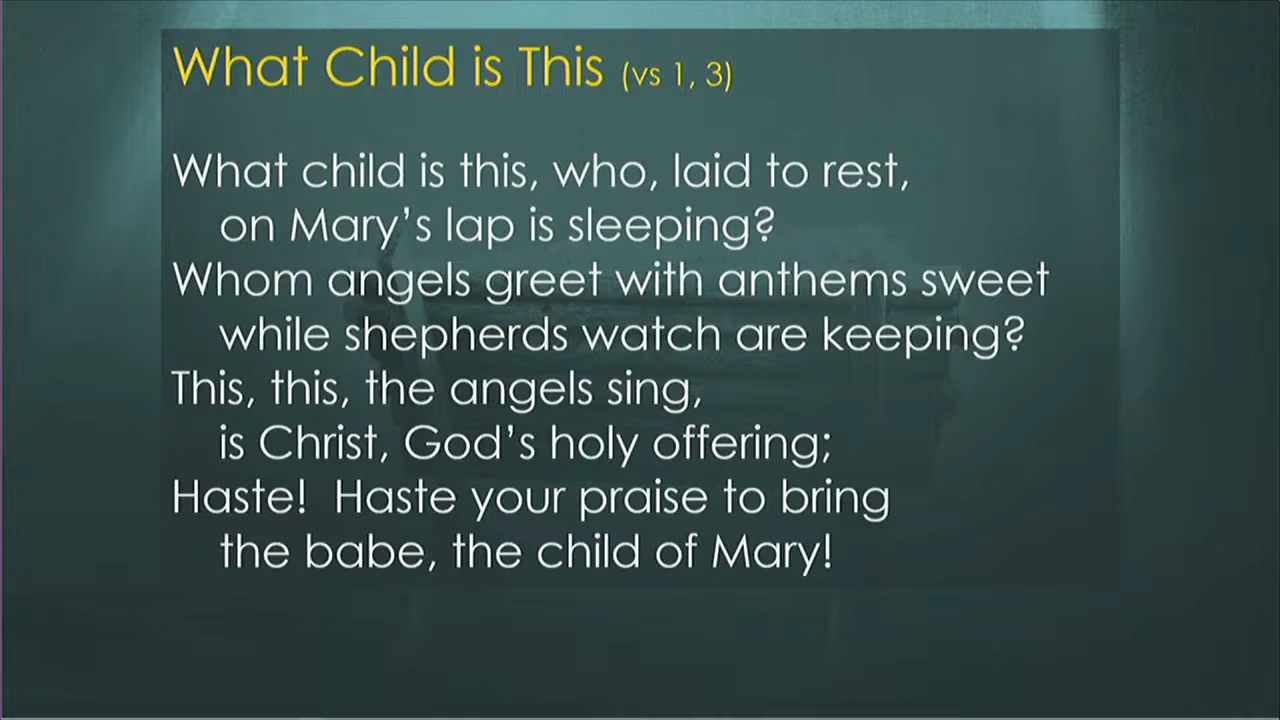 What Child is This (vs 1, 3)
What child is this, who, laid to rest,
on Mary’s lap is sleeping?
Whom angels greet with anthems sweet
while shepherds watch are keeping?
This, this, the angels sing,
is Christ, God’s holy offering;
Haste!  Haste your praise to bring
the babe, the child of Mary!